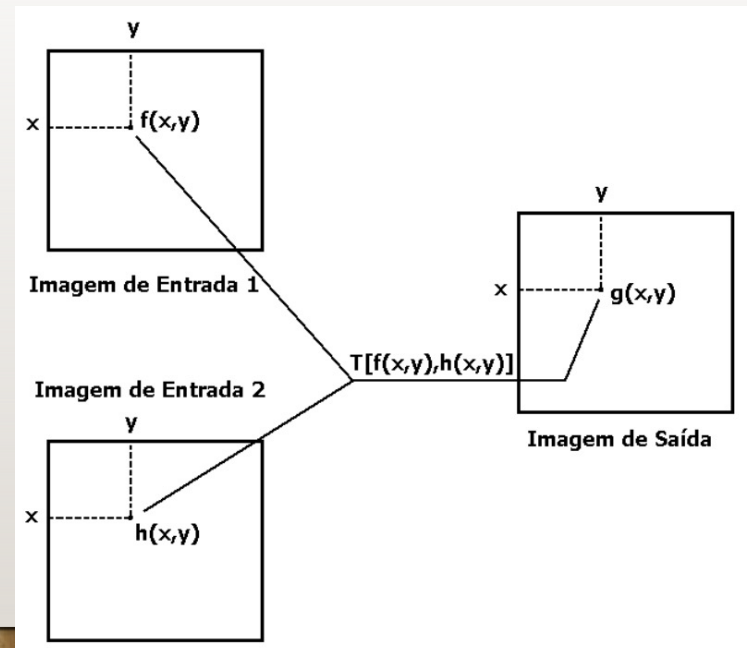 y
x
f(x,y)
Imagem de Entrada 1
y
x
g(x,y)
T[f(x,y),h(x,y)]
Imagem de Saída
Imagem de Entrada 2
y
x
h(x,y)